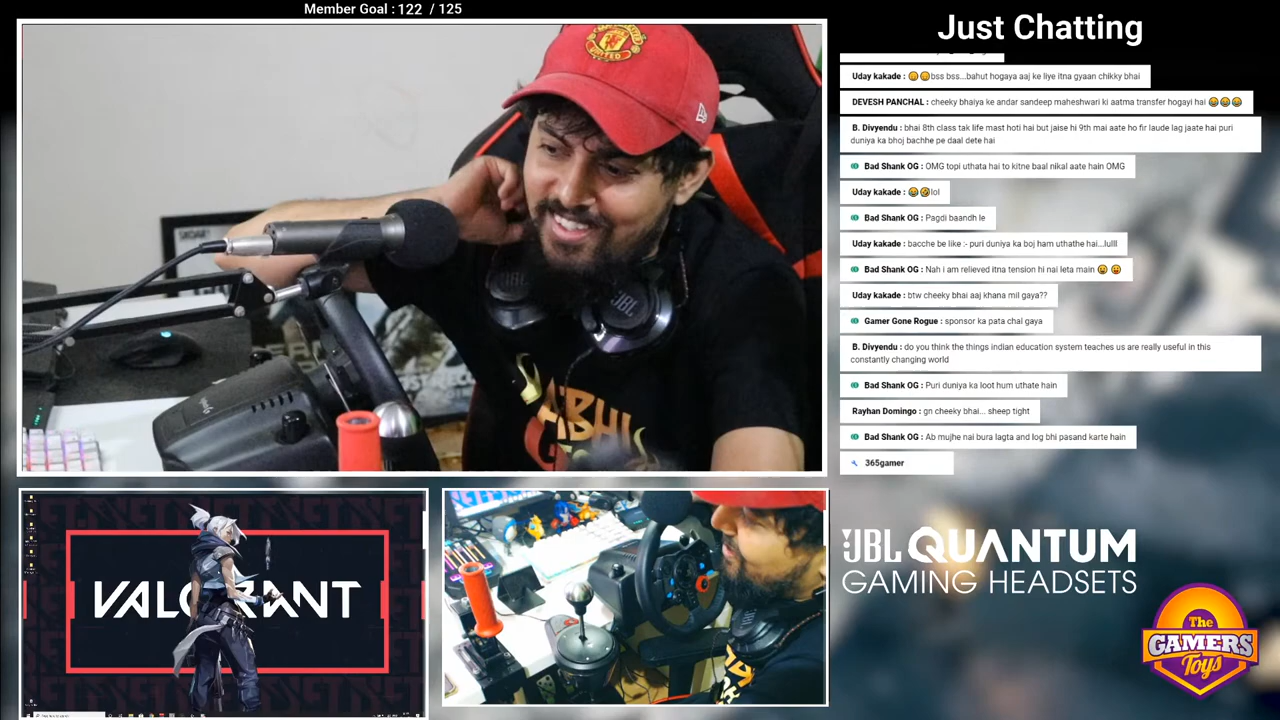 Member Goal : 122 / 125
Just Chatting
Uday kakade : 😂😂bss bss...bahut hogaya aaj ke liye itna gyaan chikky bhai
DEVESH PANCHAL : cheeky bhaiya ke andar sandeep maheshwari ki aatma transfer hogayi hai 😂😂😂
B. Divyendu : bhai 8th class tak life mast hoti hai but jaise hi 9th mai aate ho fir laude lag jaate hai puri
duniya ka bhoj bachhe pe daal dete hai
Bad Shank OG : OMG topi uthata hai to kitne baal nikal aate hain OMG
Uday kakade : 😂🤣lol
Bad Shank OG : Pagdi baandh le
Uday kakade : bacche be like :- puri duniya ka boj ham uthathe hai...lulll
Bad Shank OG : Nah i am relieved itna tension hi nai leta main
Uday kakade : btw cheeky bhai aaj khana mil gaya??
Gamer Gone Rogue : sponsor ka pata chal gaya
B. Divyendu : do you think the things indian education system teaches us are really useful in this
constantly changing world
Bad Shank OG : Puri duniya ka loot hum uthate hain
Rayhan Domingo : gn cheeky bhai... sheep tight
Bad Shank OG : Ab mujhe nai bura lagta and log bhi pasand karte hain
365gamer
MANCHESTER
UNITED
JBL
ABHI
VALORANT
JBL QUANTUM
GAMING HEADSETS
The
GAMERS
Toys